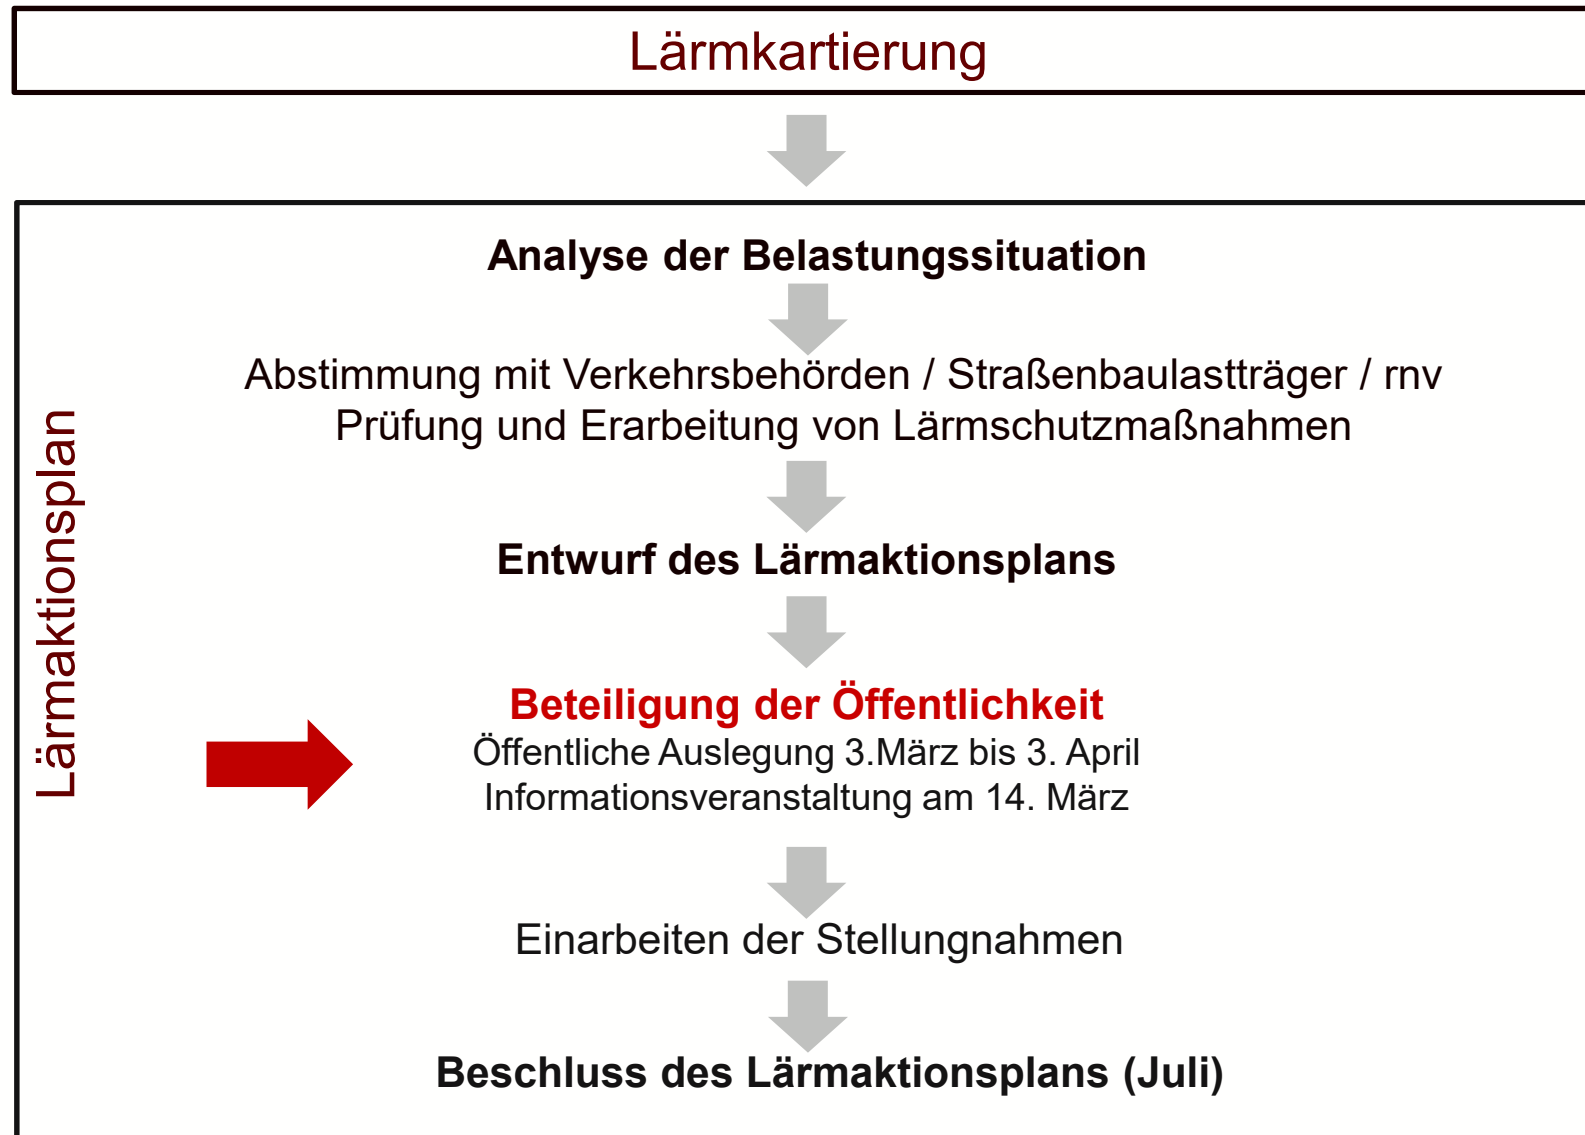 Lärmkartierung
Lärmaktionsplan
Analyse der Belastungssituation
Abstimmung mit Verkehrsbehörden / Straßenbaulastträger / rnv
Prüfung und Erarbeitung von Lärmschutzmaßnahmen
Entwurf des Lärmaktionsplans
Beteiligung der Öffentlichkeit
Öffentliche Auslegung 3.März bis 3. April
Informationsveranstaltung am 14. März
Einarbeiten der Stellungnahmen
Beschluss des Lärmaktionsplans (Juli)